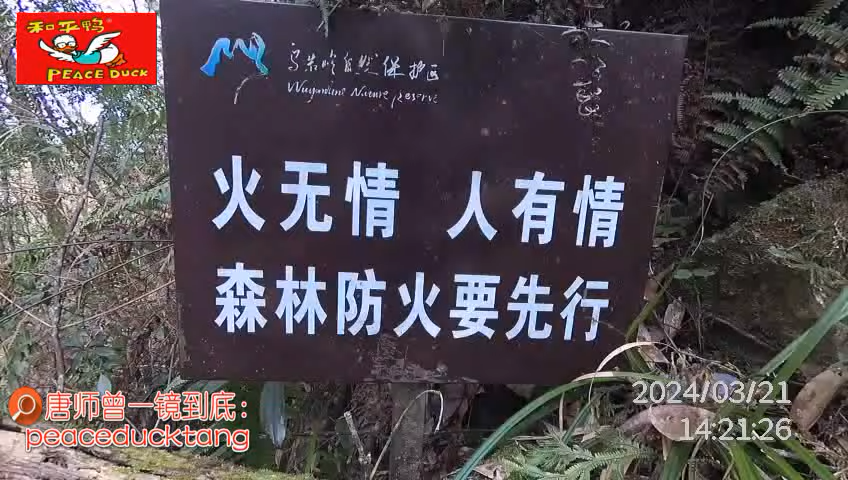 和平鸭
PEACE DUCK
乌岩岭自然保护区
Wuyanling Nature Reserve
火无情 人有情
森林防火要先行
唐师曾一镜到底：
peaceducktang
2024/03/21
14:21:26